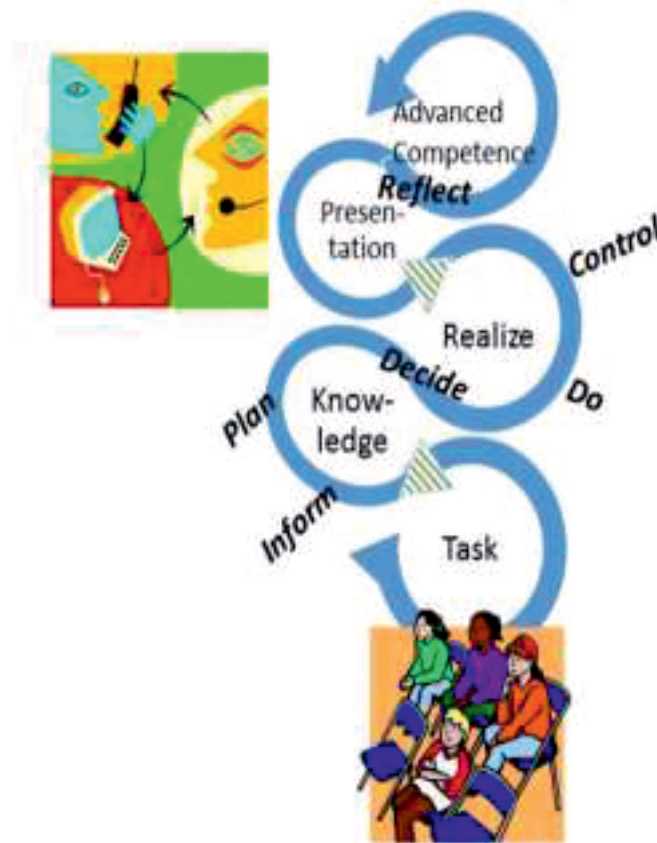 Advanced
Competence
Reflect
Presen-
tation
Control
Realize
Decide
Do
Plan
Know-
ledge
Inform
Task